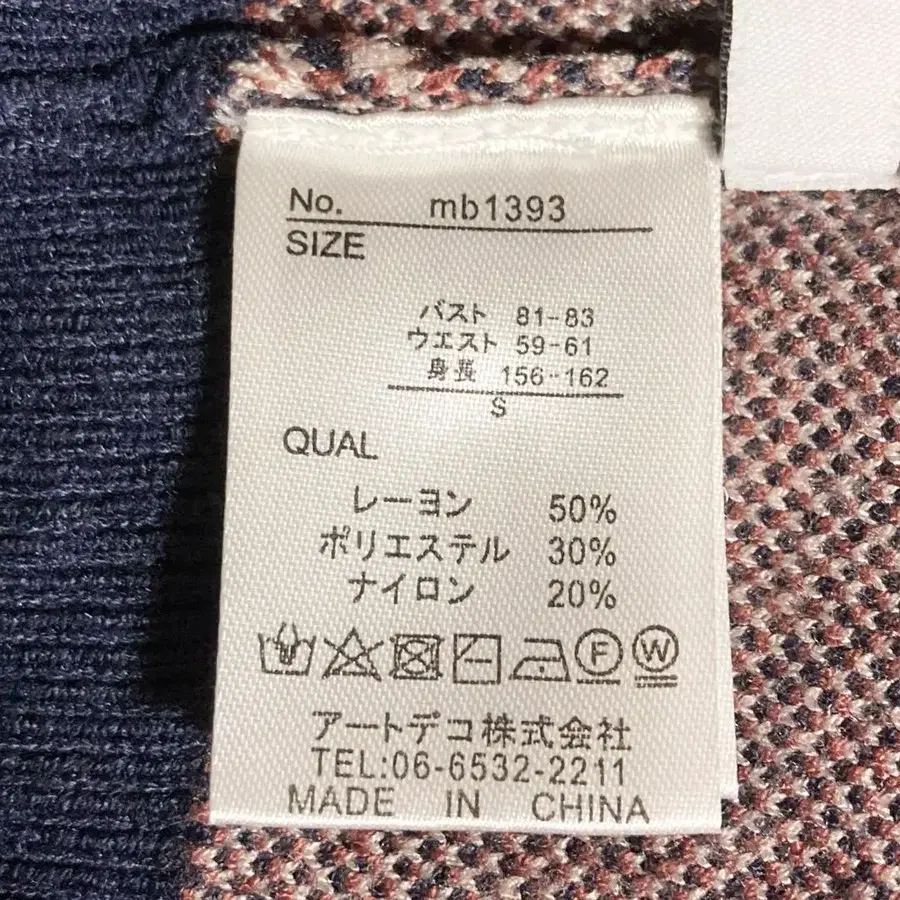 No. mb1393
SIZE
バスト 81-83
ウエスト 59-61
身長 156-162
S
QUAL
レーヨン 50%
ポリエステル 30%
ナイロン 20%
F W
アートデコ株式会社
TEL:06-6532-2211
MADE IN CHINA